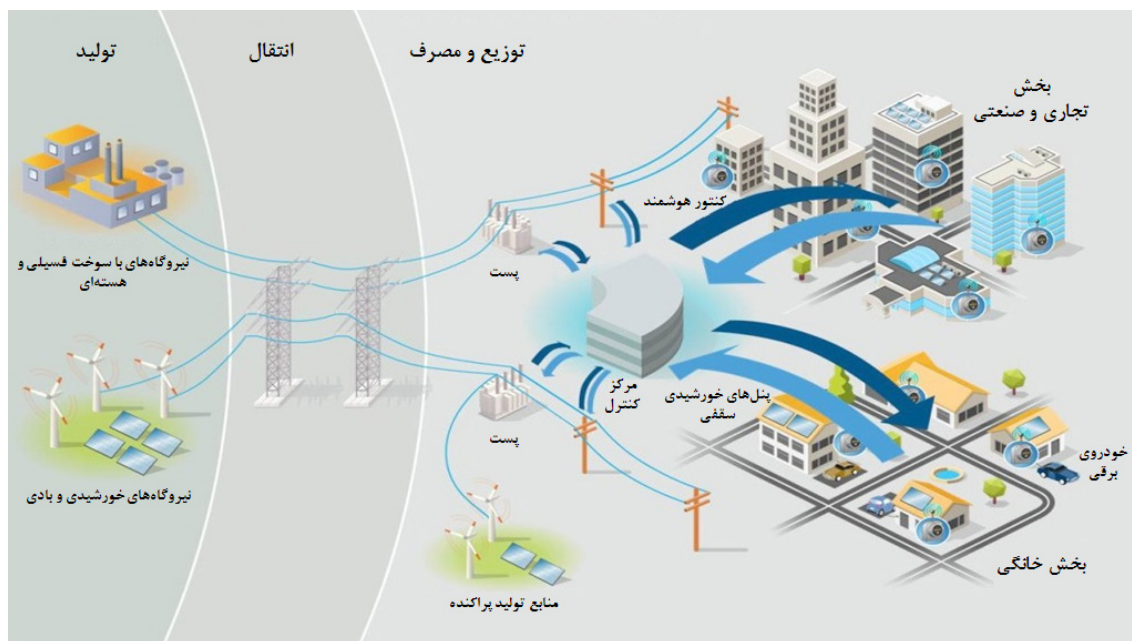 تولید
انتقال
توزیع و مصرف
بخش
تجاری و صنعتی
کنتور هوشمند
نیروگاه‌های با سوخت فسیلی و
هسته‌ای
پست
مرکز
کنترل
پنل‌های خورشیدی
سقفی
پست
خودروی
برقی
نیروگاه‌های خورشیدی و بادی
بخش خانگی
منابع تولید پراکنده